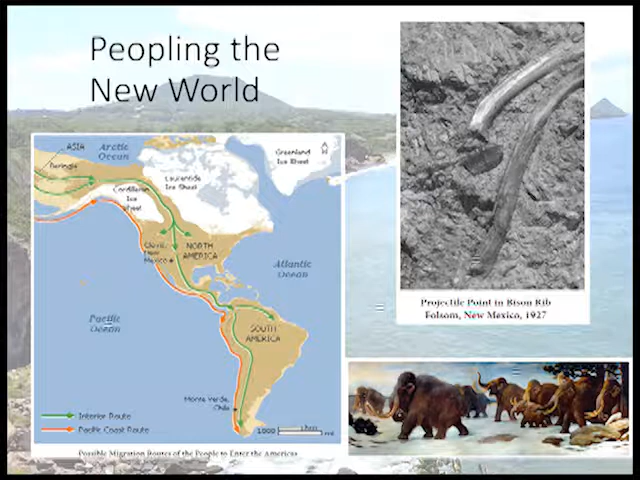 Peopling the
New World
ASIA
Beringia
Arctic
Ocean
Greenland
Ice Sheet
Laurentide
Ice Sheet
Cordilleran
Ice
Sheet
Clovis,
New
Mexico
NORTH
AMERICA
Atlantic
Ocean
Pacific
Ocean
SOUTH
AMERICA
Monte Verde,
Chile
Interior Route
Pacific Coast Route
Possible Migration Routes of the People to Enter the Americas
Projectile Point in Bison Rib
Folsom, New Mexico, 1927